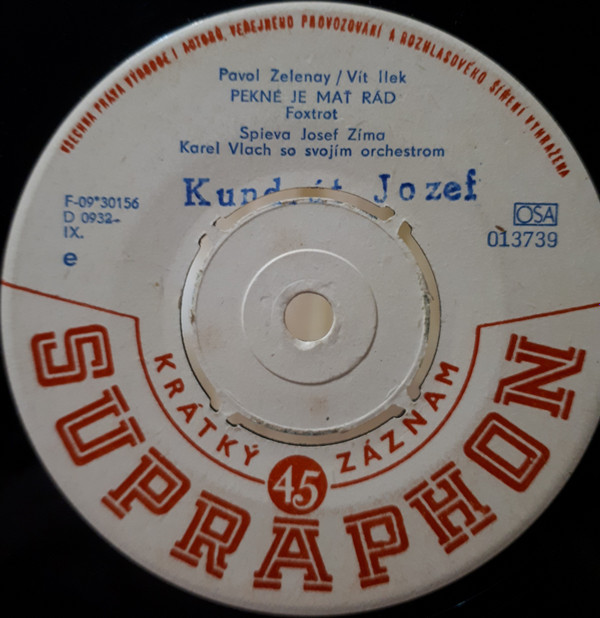 VŠECHNA PRÁVA VÝROBCE I AUTORŮ, VEŘEJNÉHO PROVOZOVÁNÍ A ROZHLASOVÉHO ŠÍŘENÍ VYHRAŽENA
Pavol Zelenay/Vít Ilek
PEKNÉ JE MAŤ RÁD
Foxtrot
Spieva Josef Zíma
Karel Vlach so svojím orchestrom
Jozef
F-09*30156
D 0932-
IX.
e
OSA
013739
KRÁTKÝ 45 ZÁZNAM
SUPRAPHON